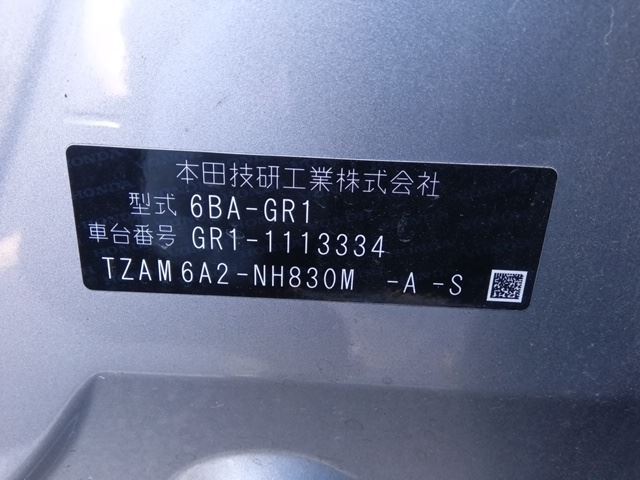 本田技研工業株式会社
型式 6BA-GR1
車台番号 GR1-1113334
TZAM6A2-NH830M -A-S